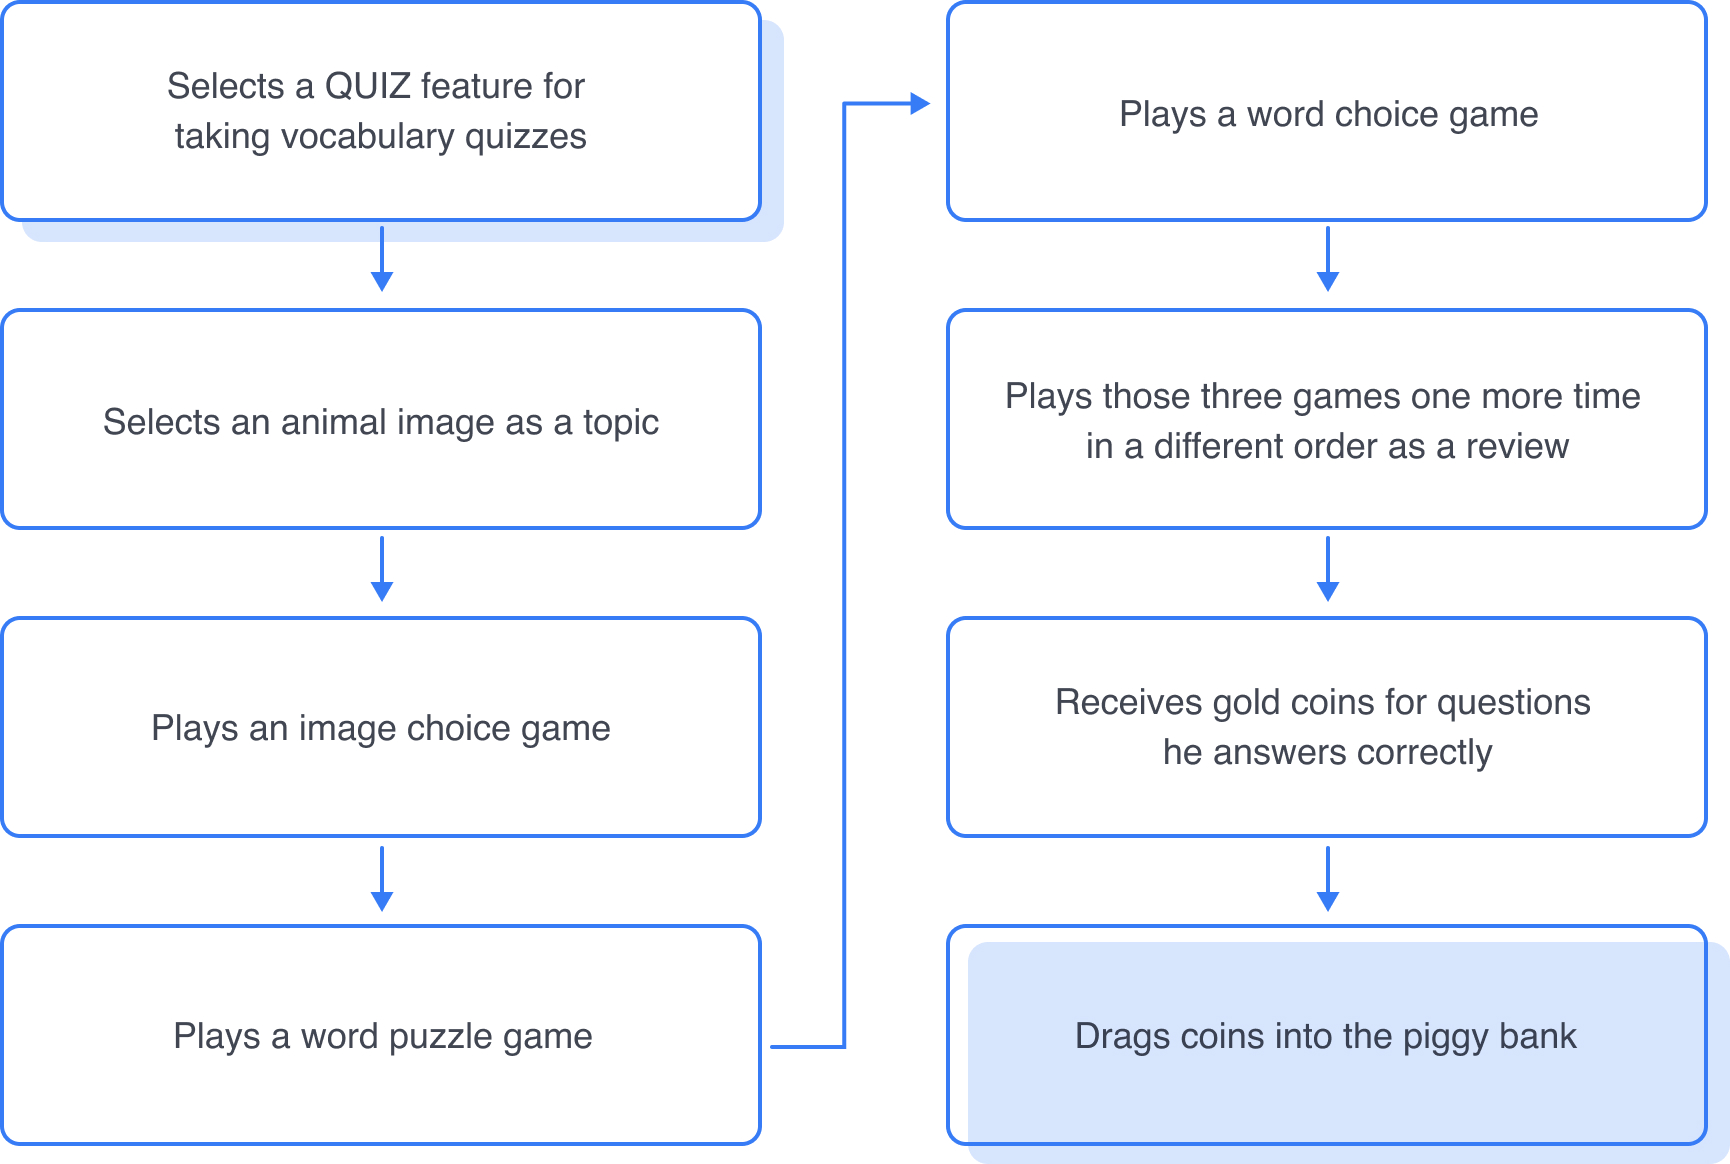 Selects a QUIZ feature for
taking vocabulary quizzes
Selects an animal image as a topic
Plays an image choice game
Plays a word puzzle game
Plays a word choice game
Plays those three games one more time
in a different order as a review
Receives gold coins for questions
he answers correctly
Drags coins into the piggy bank